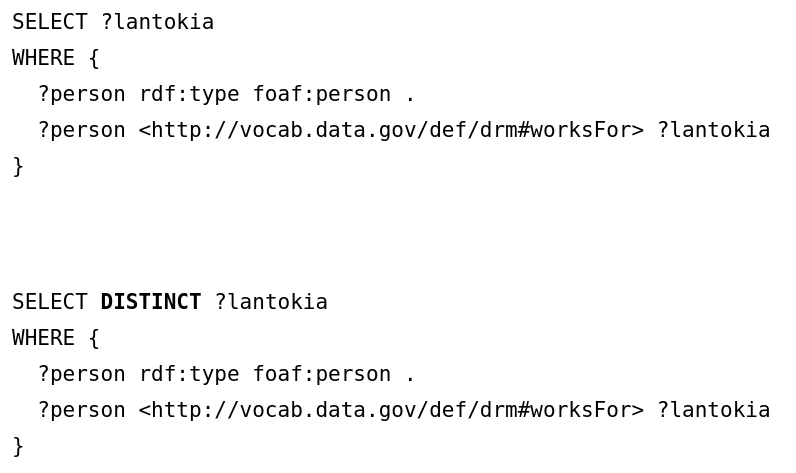 SELECT ?lantokia
WHERE {
  ?person rdf:type foaf:person .
  ?person <http://vocab.data.gov/def/drm#worksFor> ?lantokia
}
SELECT DISTINCT ?lantokia
WHERE {
  ?person rdf:type foaf:person .
  ?person <http://vocab.data.gov/def/drm#worksFor> ?lantokia
}